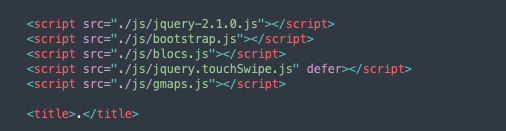 <script src="./js/jquery-2.1.0.js"></script>
<script src="./js/bootstrap.js"></script>
<script src="./js/blocs.js"></script>
<script src="./js/jquery.touchSwipe.js" defer></script>
<script src="./js/gmaps.js"></script>
<title>.</title>